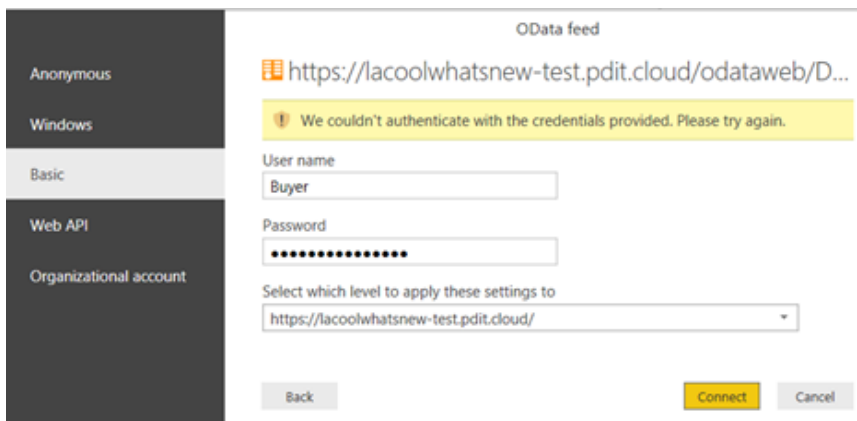 OData feed
Anonymous
Windows
Basic
Web API
Organizational account
https://lacoolwhatsnew-test.pdit.cloud/odataweb/D...
We couldn't authenticate with the credentials provided. Please try again.
User name
Buyer
Password
•••••••••••••••
Select which level to apply these settings to
https://lacoolwhatsnew-test.pdit.cloud/
Back
Connect
Cancel